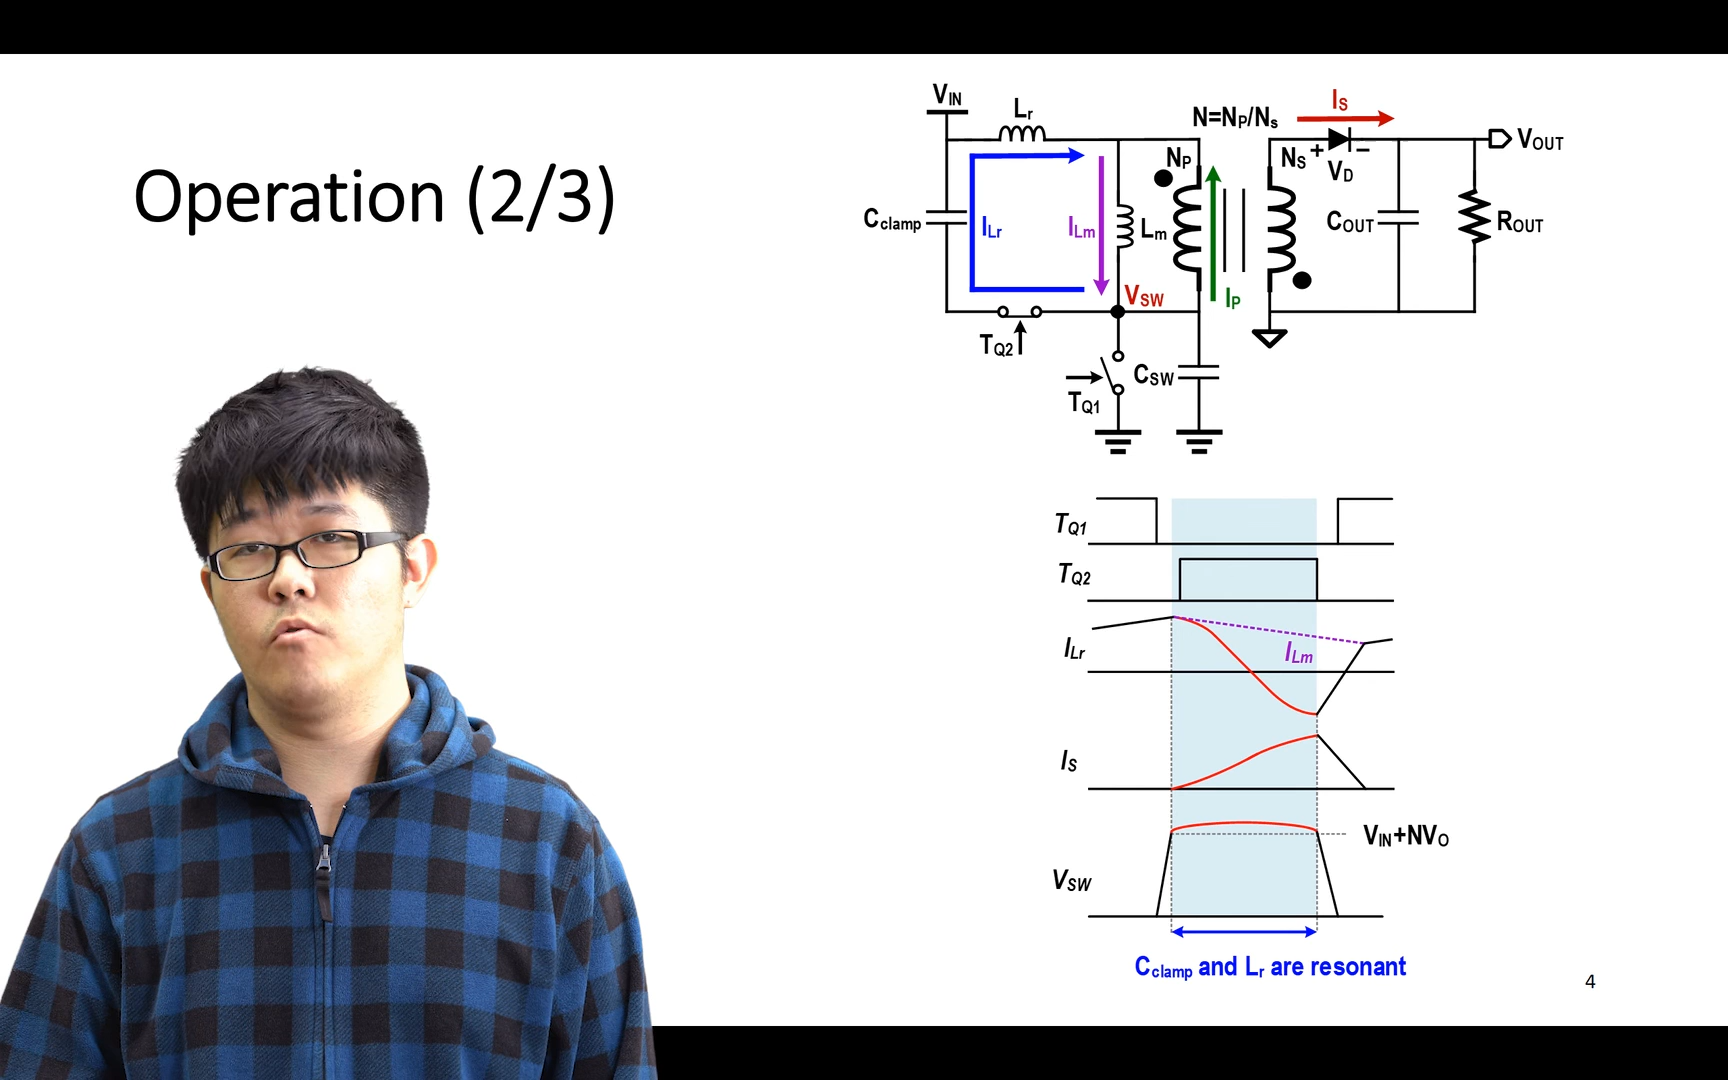 Operation (2/3)
VIN
Lr
N=NP/Ns
IS
NP
NS
+
−
VD
VOUT
Cclamp
ILr
ILm
Lm
COUT
ROUT
VSW
IP
TQ2
CSW
TQ1
TQ1
TQ2
ILr
ILm
IS
VIN+NVO
VSW
Cclamp and Lr are resonant
4